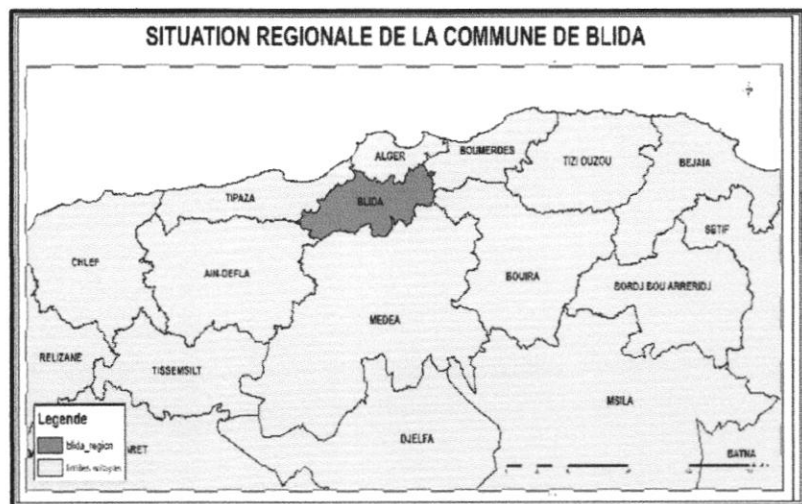 SITUATION REGIONALE DE LA COMMUNE DE BLIDA
ALGER
BOUMERDES
TIZI OUZOU
BEJAIA
TIPAZA
BLIDA
SETIF
CHLEF
AIN-DEFLA
BOUIRA
BORDJ BOU ARRERIDJ
MEDEA
RELIZANE
TISSEMSILT
MSILA
Legende
blida_region
DJELFA
ARET
BATNA